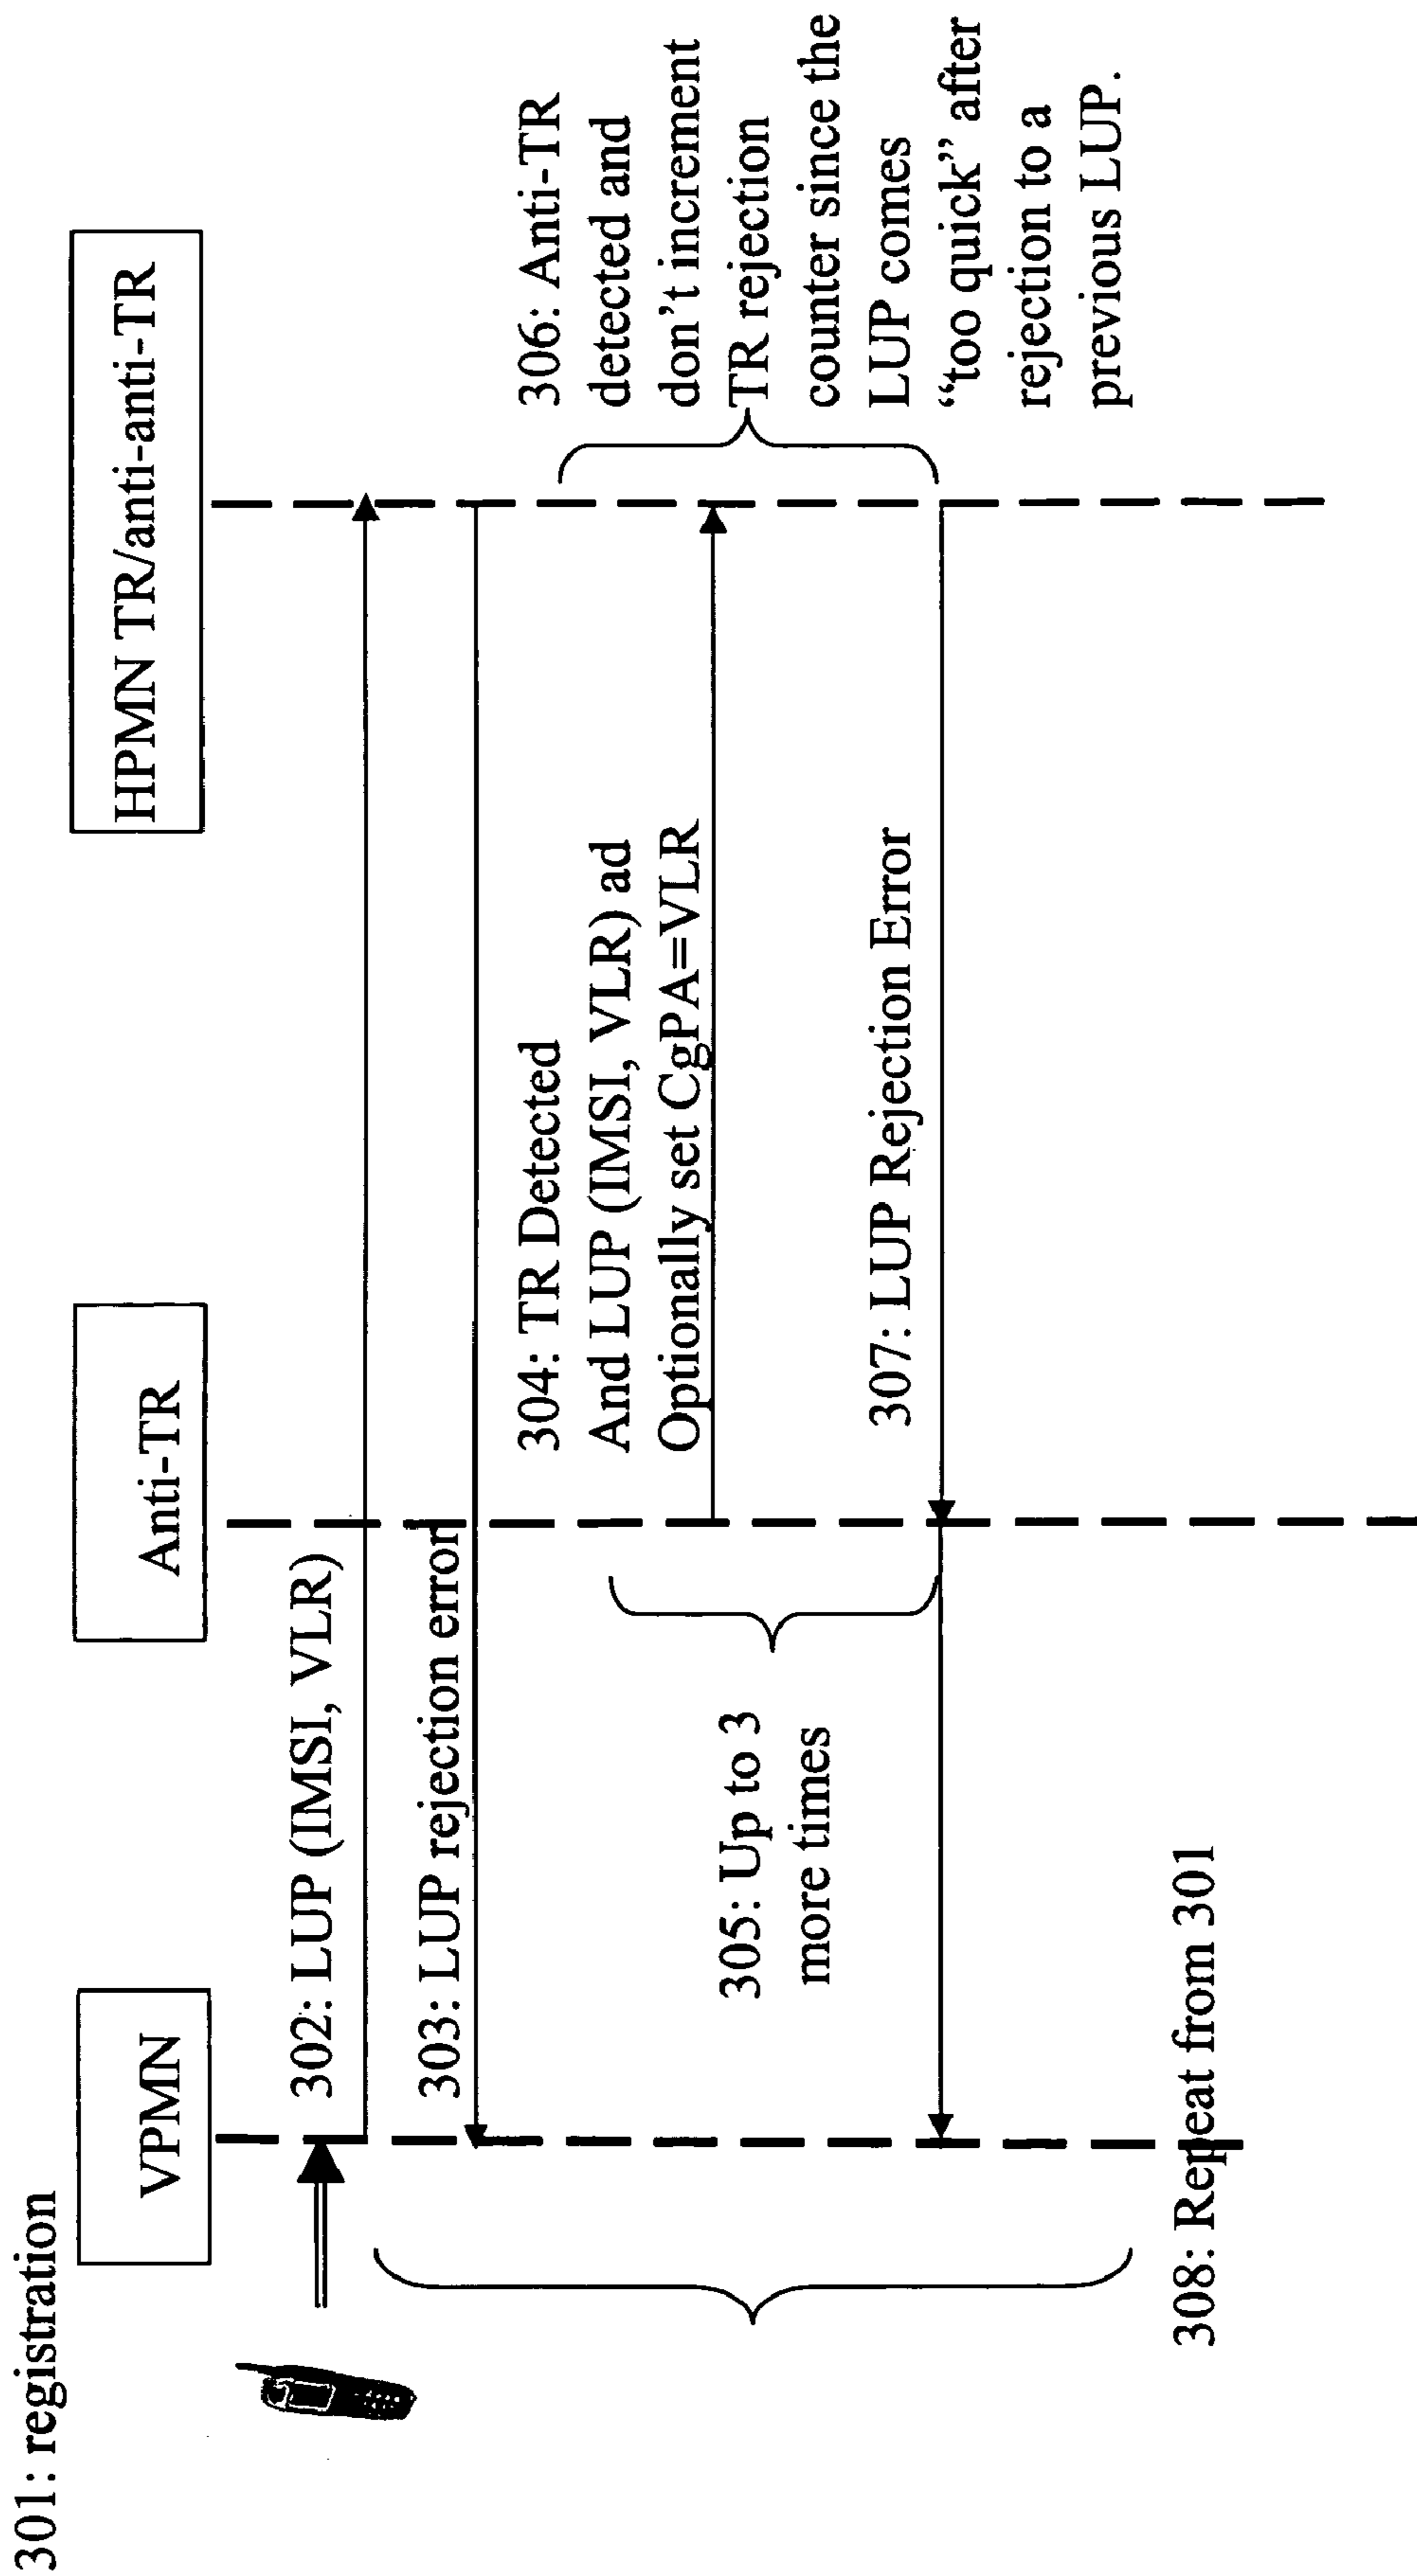 301: registration
VPMN
Anti-TR
HPMN TR/anti-anti-TR
302: LUP (IMSI, VLR)
303: LUP rejection error
304: TR Detected
And LUP (IMSI, VLR) ad
Optionally set CgPA=VLR
305: Up to 3
more times
306: Anti-TR
detected and
don't increment
TR rejection
counter since the
LUP comes
“too quick” after
rejection to a
previous LUP.
307: LUP Rejection Error
308: Repeat from 301